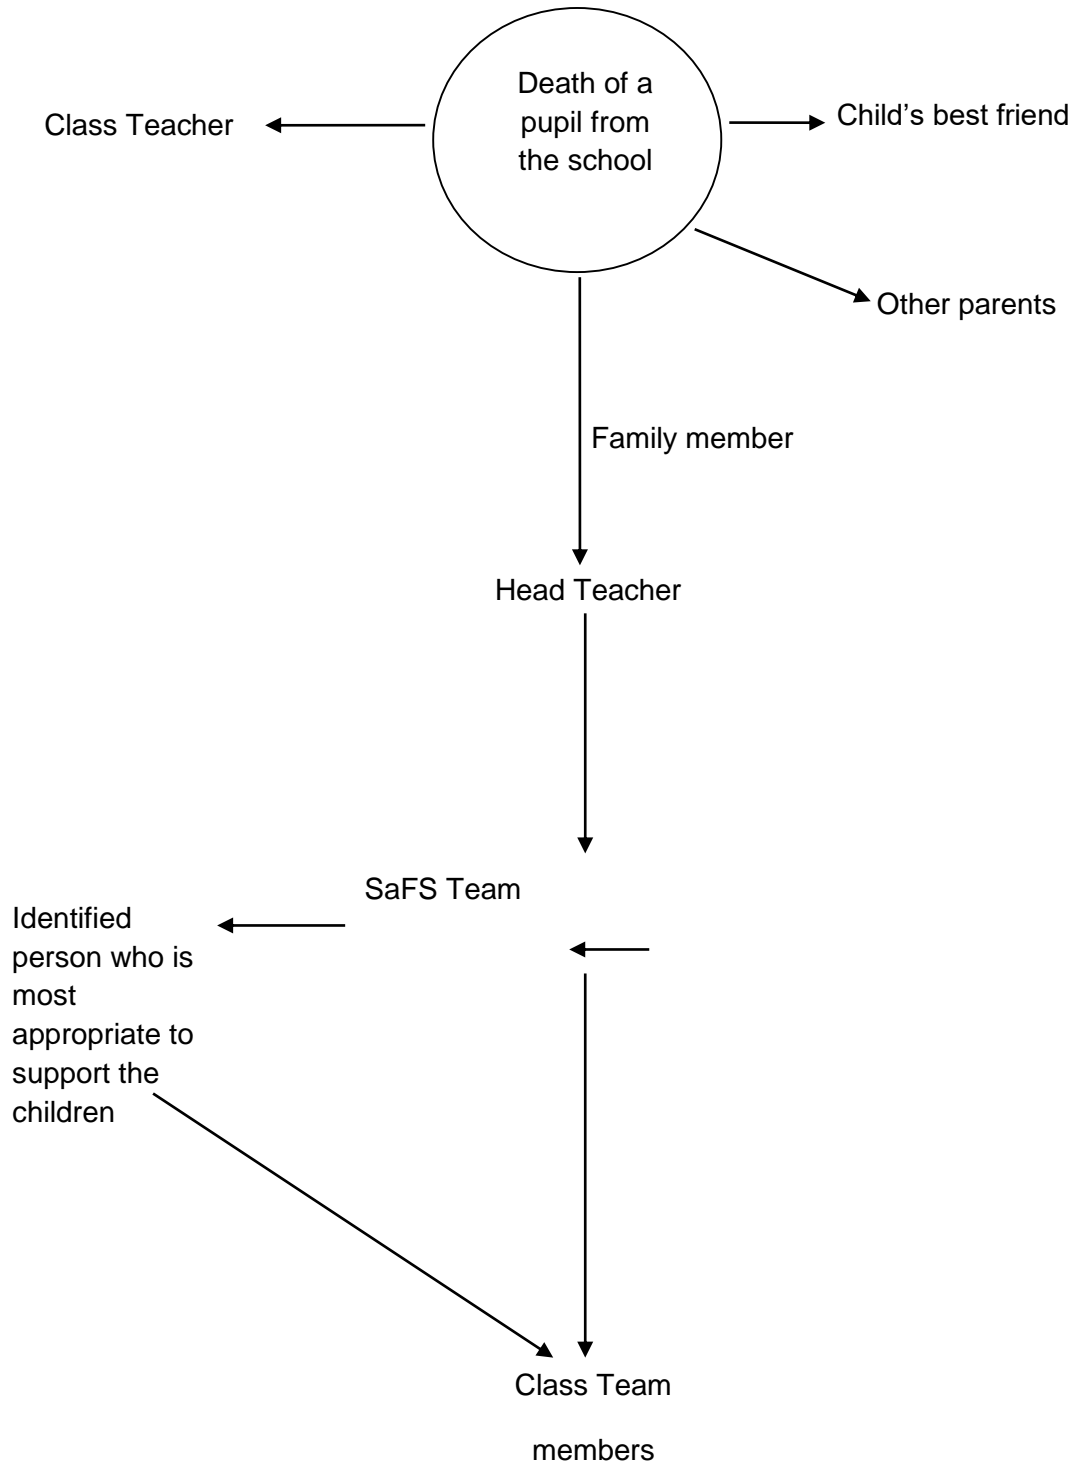 Death of a
pupil from
the school
Class Teacher
Child’s best friend
Other parents
Family member
Head Teacher
SaFS Team
Identified
person who is
most
appropriate to
support the
children
Class Team
members